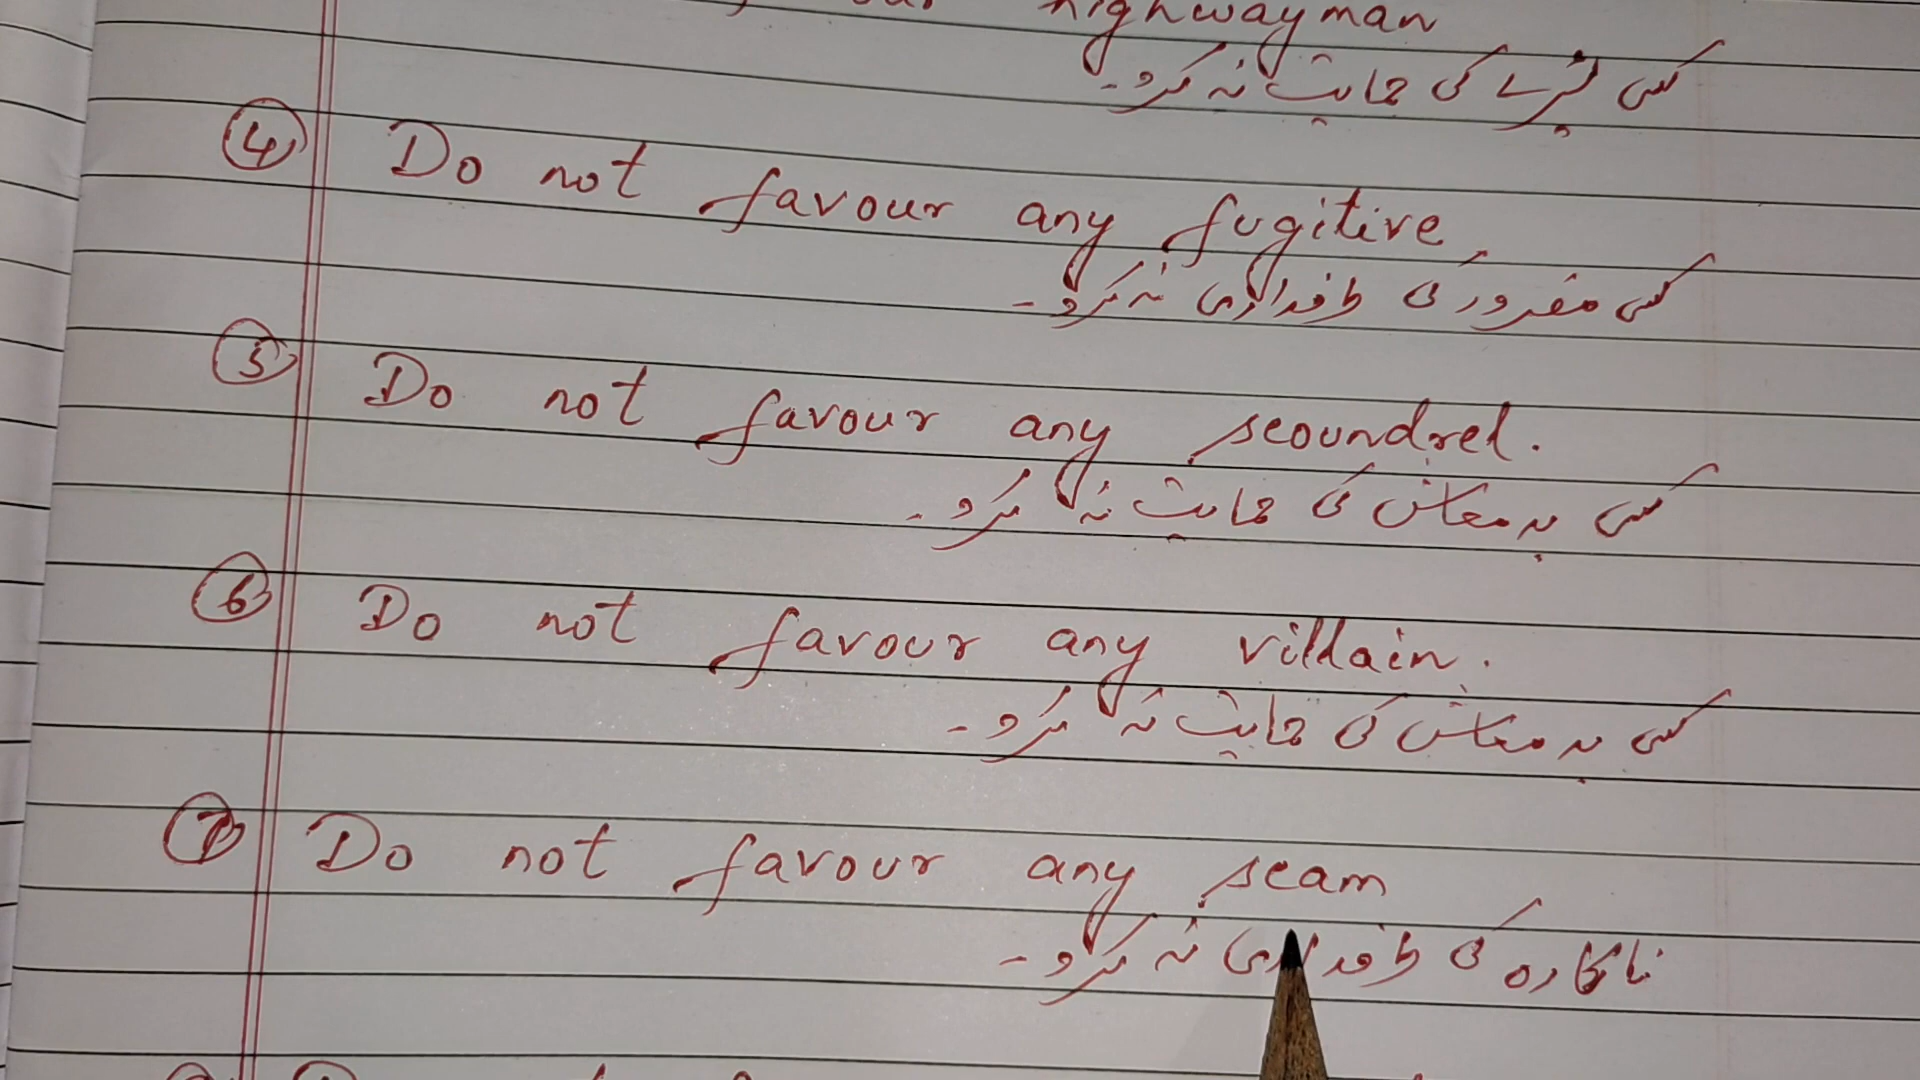 highwayman
کسی لٹیرے کی حمایت نہ کرو۔
④ Do not favour any fugitive.
کسی مفرور کی طرفداری نہ کرو۔
⑤ Do not favour any scoundrel.
کسی بدمعاش کی حمایت نہ کرو۔
⑥ Do not favour any villain.
کسی بدمعاش کی حمایت نہ کرو۔
⑦ Do not favour any scam
ناکارہ کی طرفداری نہ کرو۔